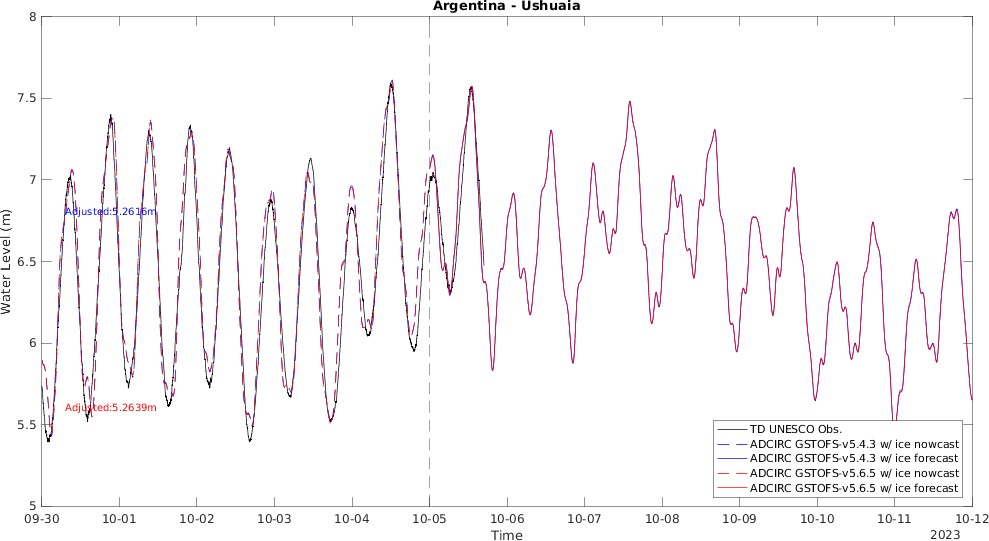 Argentina - Ushuaia
8
7.5
7
6.5
6
5.5
5
Water Level (m)
Adjusted:5.2616m
Adjusted:5.2639m
TD UNESCO Obs.
ADCIRC GSTOFS-v5.4.3 w/ ice nowcast
ADCIRC GSTOFS-v5.4.3 w/ ice forecast
ADCIRC GSTOFS-v5.6.5 w/ ice nowcast
ADCIRC GSTOFS-v5.6.5 w/ ice forecast
09-30 10-01 10-02 10-03 10-04 10-05 10-06 10-07 10-08 10-09 10-10 10-11 10-12
Time
2023